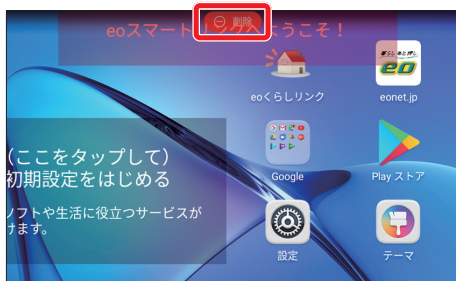 削除
eoスマート
ようこそ！
eoくらしリンク
eo
eonet.jp
（ここをタップして）
初期設定をはじめる
ソフトや生活に役立つサービスが
けます。
Google
Play ストア
設定
テーマ